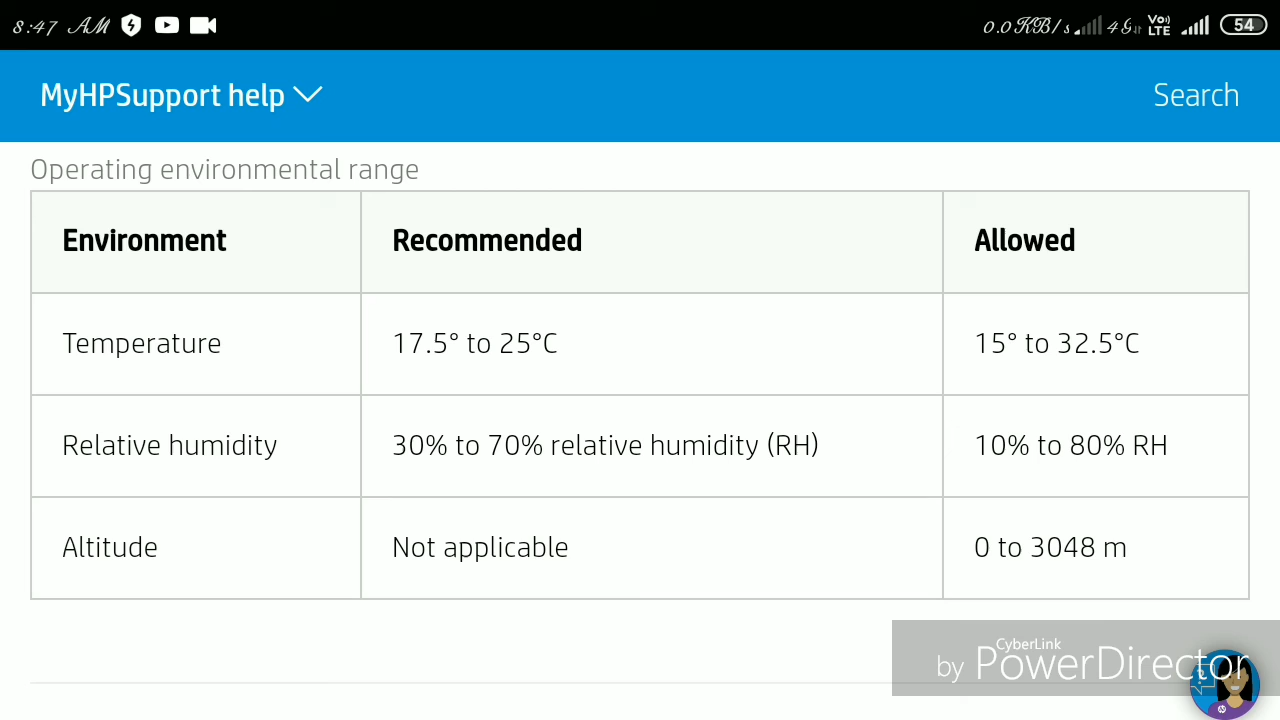 8:47 AM 0.0KB/s 4G Vo) LTE 54
MyHPSupport help Search
Operating environmental range
Environment Recommended Allowed
Temperature 17.5° to 25°C 15° to 32.5°C
Relative humidity 30% to 70% relative humidity (RH) 10% to 80% RH
Altitude Not applicable 0 to 3048 m
CyberLink
by PowerDirector